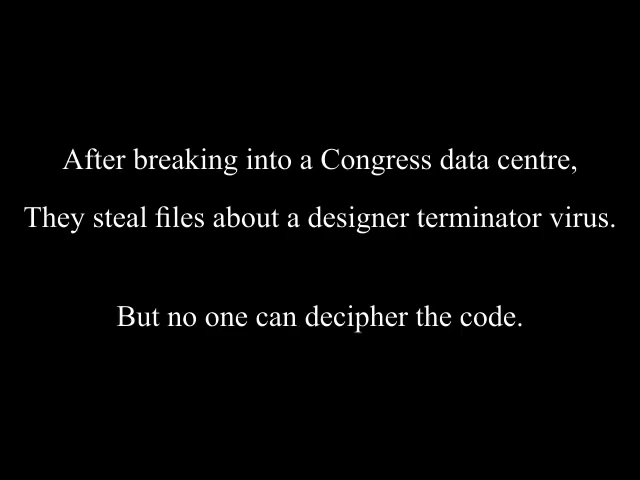 After breaking into a Congress data centre,
They steal files about a designer terminator virus.
But no one can decipher the code.